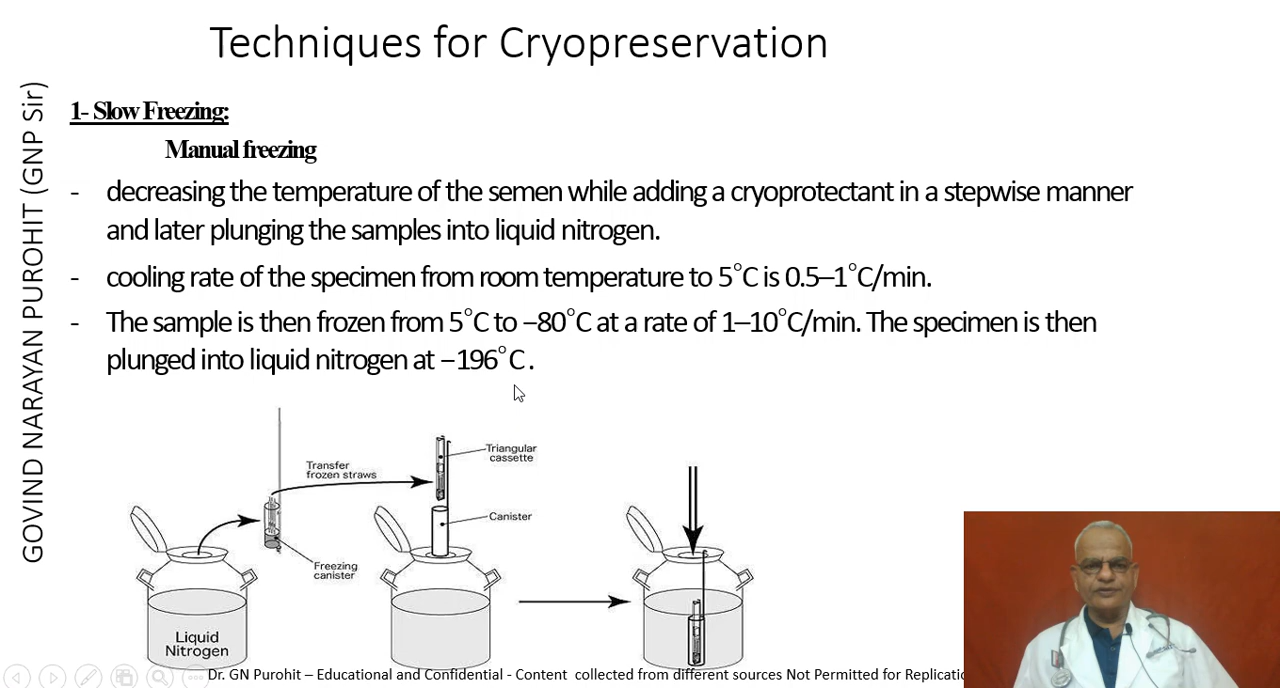 Techniques for Cryopreservation
GOVIND NARAYAN PUROHIT (GNP Sir)
1- Slow Freezing:
Manual freezing
- decreasing the temperature of the semen while adding a cryoprotectant in a stepwise manner
and later plunging the samples into liquid nitrogen.
- cooling rate of the specimen from room temperature to 5°C is 0.5–1°C/min.
- The sample is then frozen from 5°C to −80°C at a rate of 1–10°C/min. The specimen is then
plunged into liquid nitrogen at −196°C.
Transfer
frozen straws
Triangular
cassette
Canister
Freezing
canister
Liquid
Nitrogen
Dr. GN Purohit – Educational and Confidential - Content collected from different sources Not Permitted for Replicatio